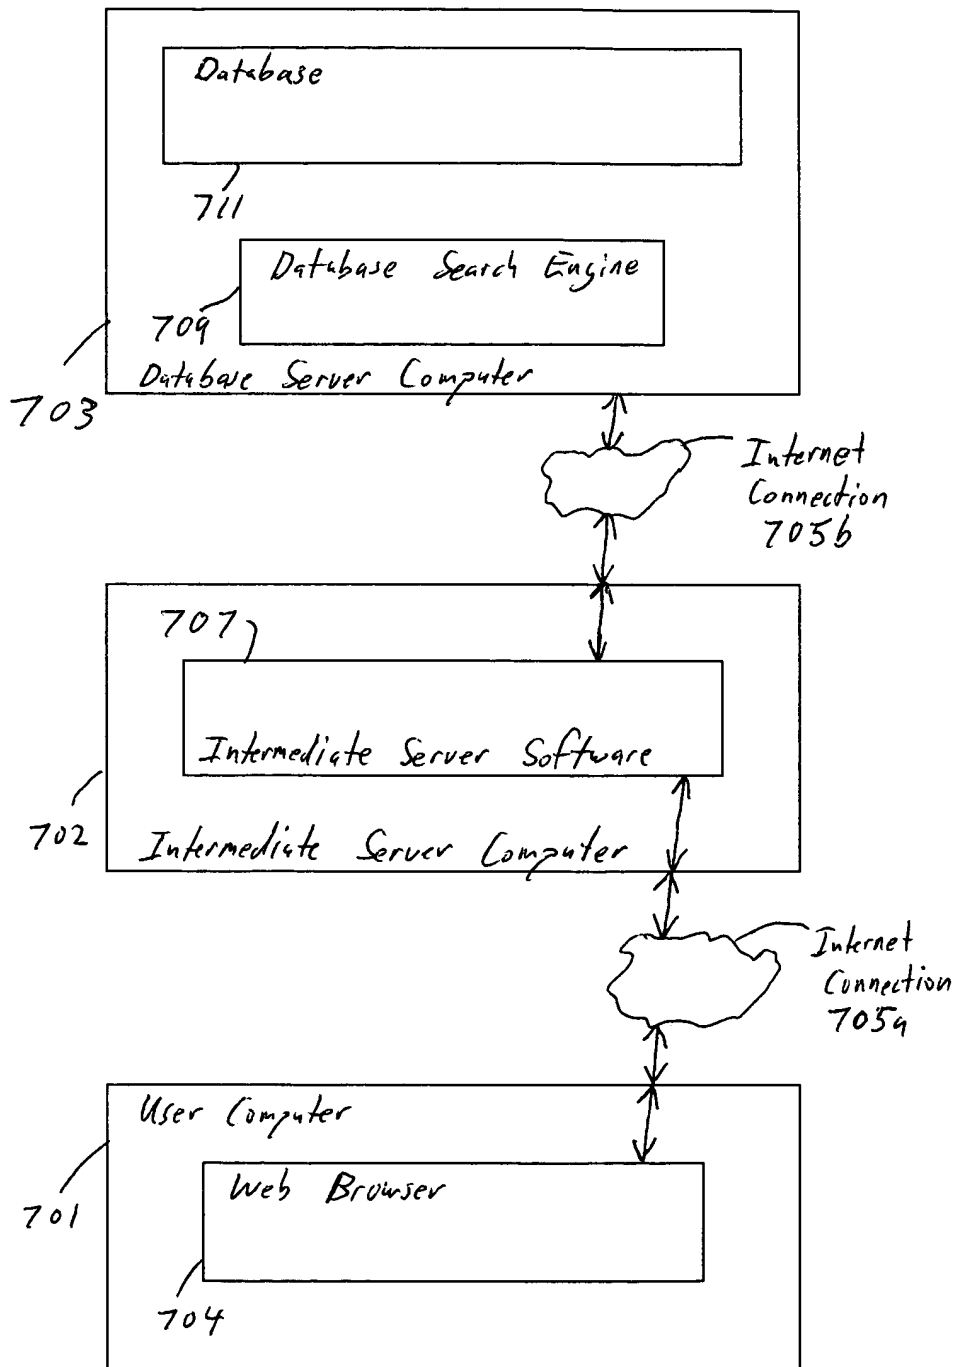 Database
711
Database Search Engine
709
Database Server Computer
703
Internet
Connection
705b
707
Intermediate Server Software
702
Intermediate Server Computer
Internet
Connection
705a
User Computer
Web Browser
701
704